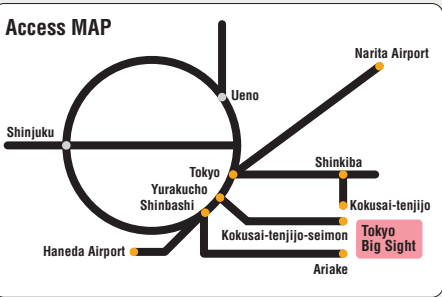 Access MAP
Narita Airport
Ueno
Shinjuku
Tokyo
Shinkiba
Yurakucho
Shinbashi
Kokusai-tenjijo
Kokusai-tenjijo-seimon
Tokyo
Big Sight
Haneda Airport
Ariake